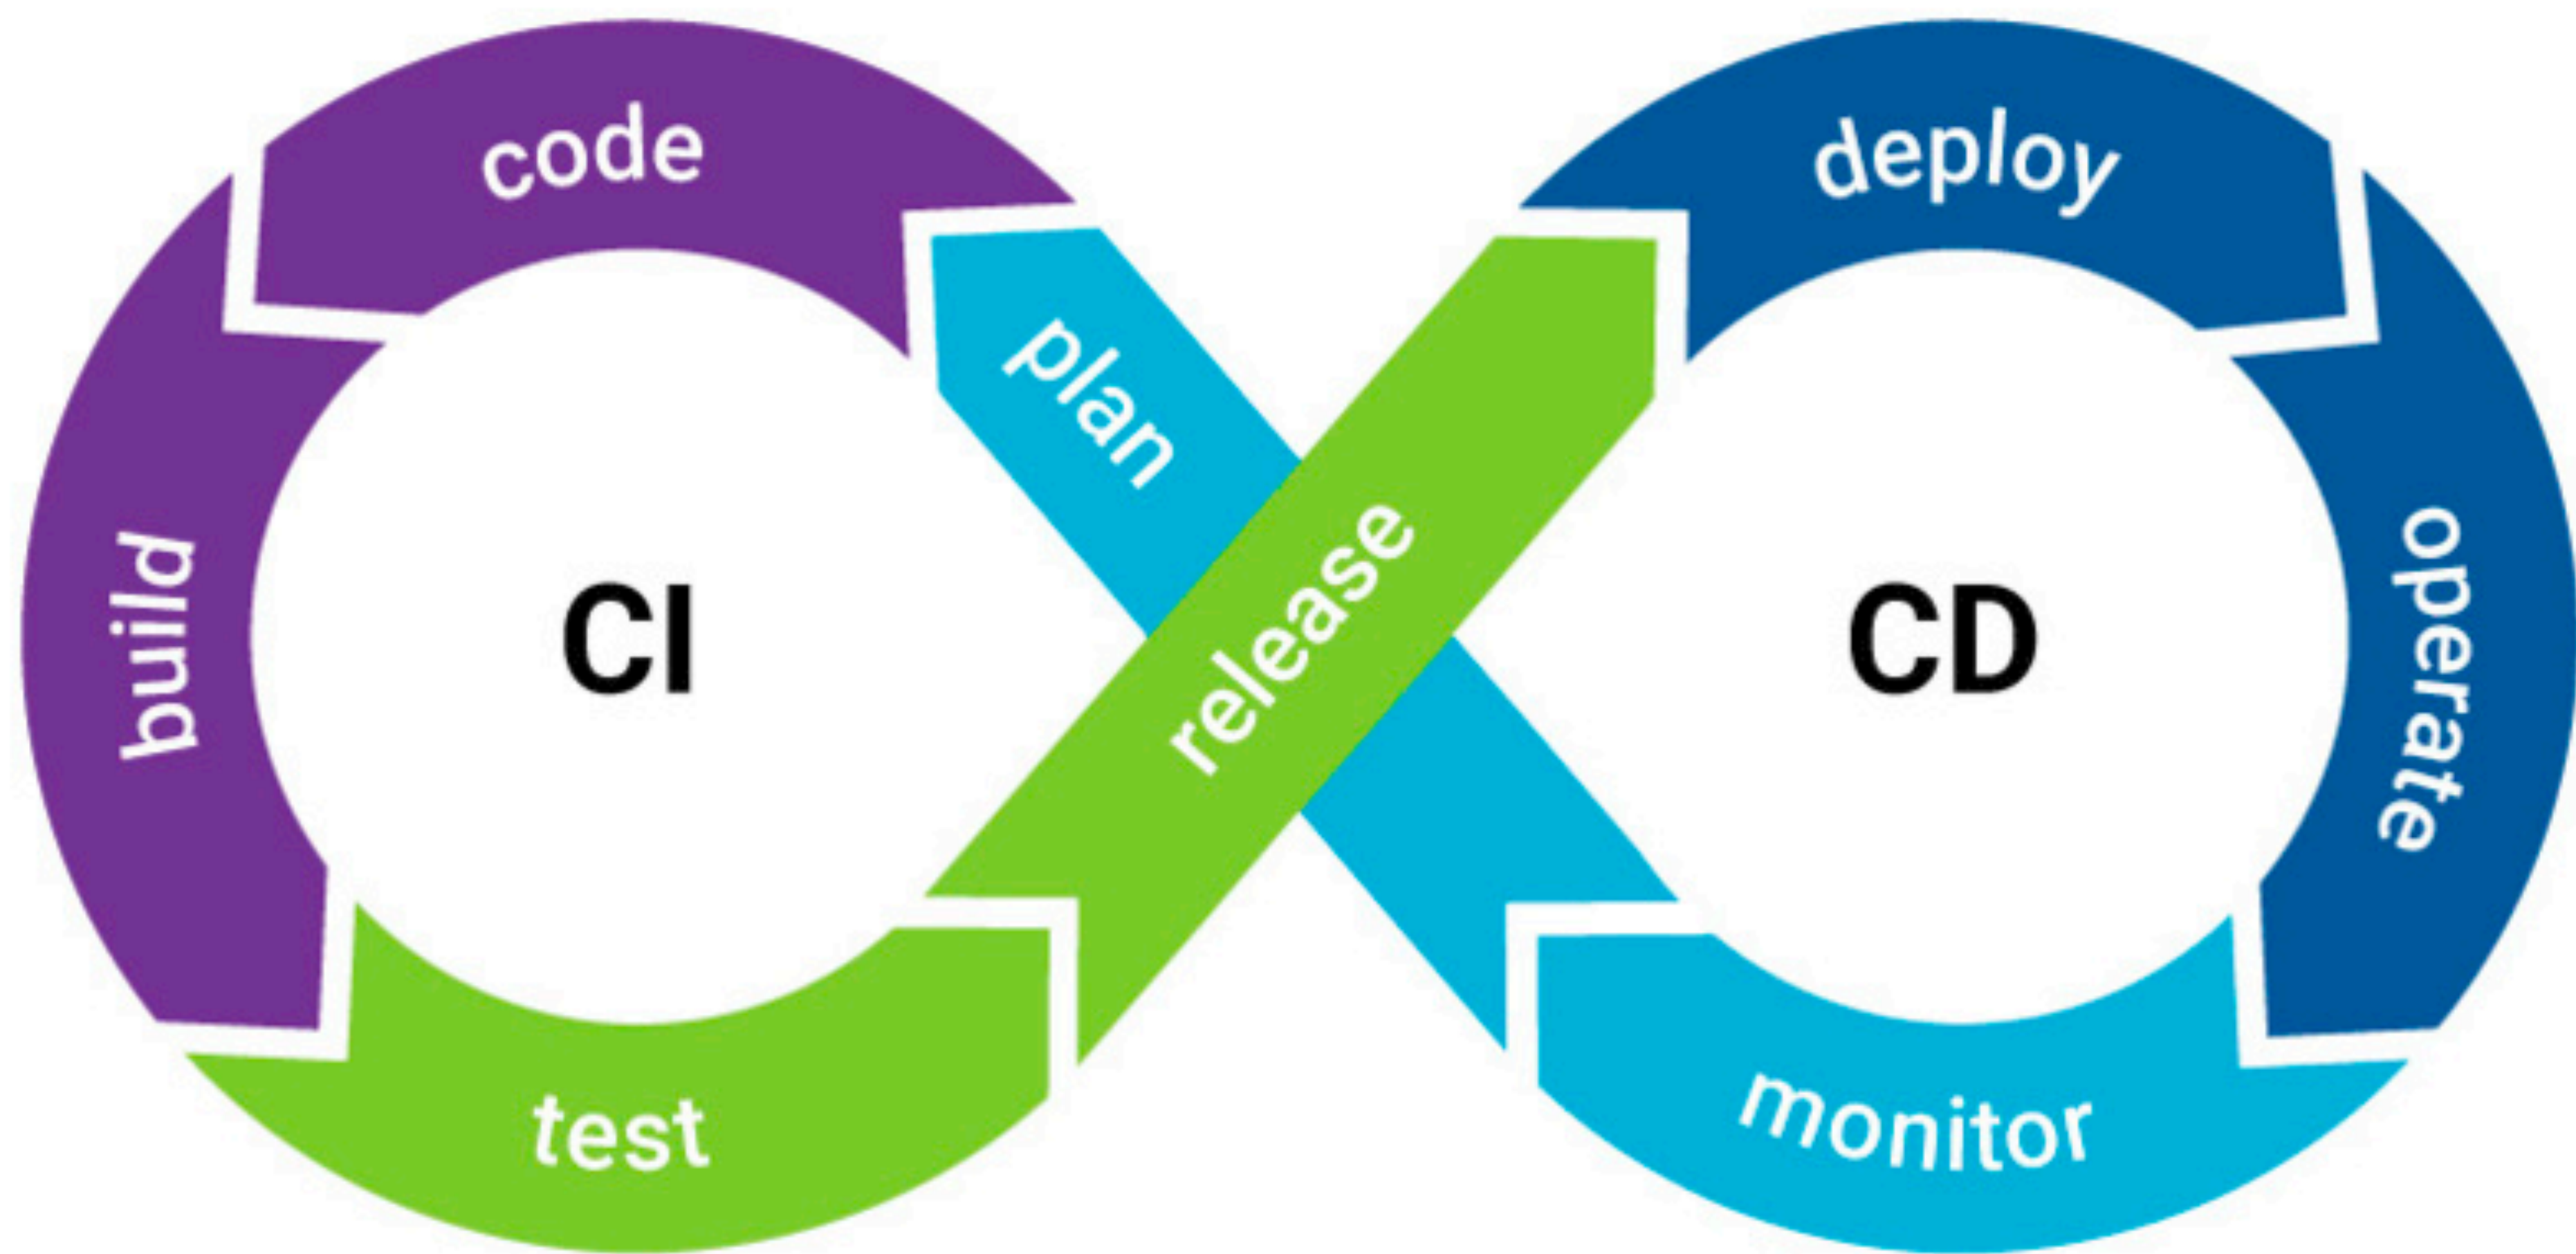 code
deploy
plan
build
CI
release
CD
operate
test
monitor